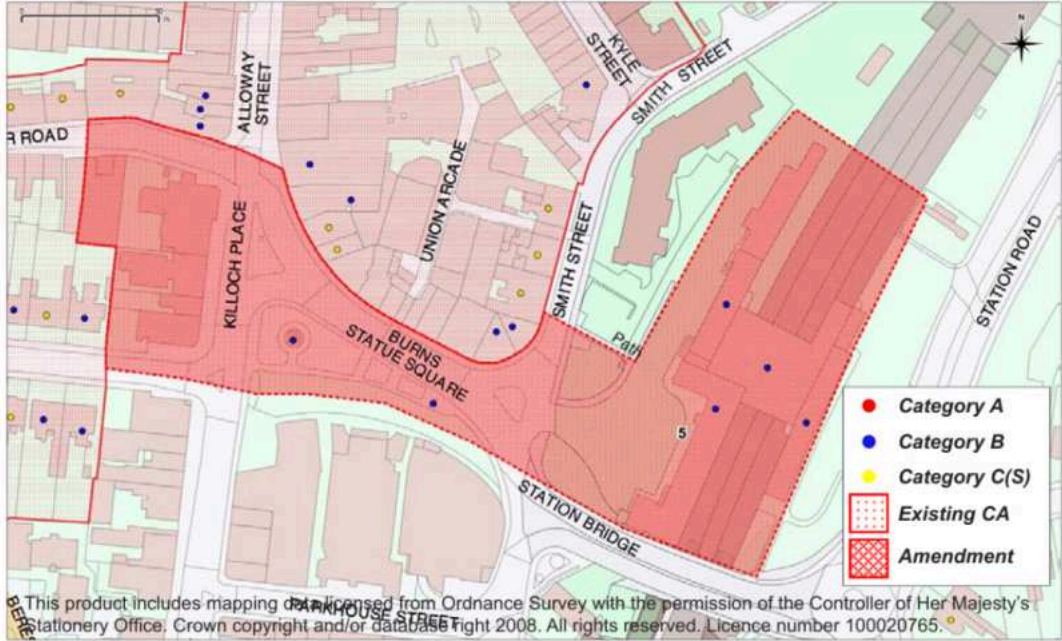 N
ALLOWAY
STREET
KYLE
STREET
SMITH STREET
R ROAD
UNION ARCADE
KILLOCH PLACE
SMITH STREET
STATION ROAD
BURNS
STATUE SQUARE
Path
5
STATION BRIDGE
Category A
Category B
Category C(S)
Existing CA
Amendment
PARKHOUSE STREET
This product includes mapping data licensed from Ordnance Survey with the permission of the Controller of Her Majesty's
Stationery Office. Crown copyright and/or database right 2008. All rights reserved. Licence number 100020765.